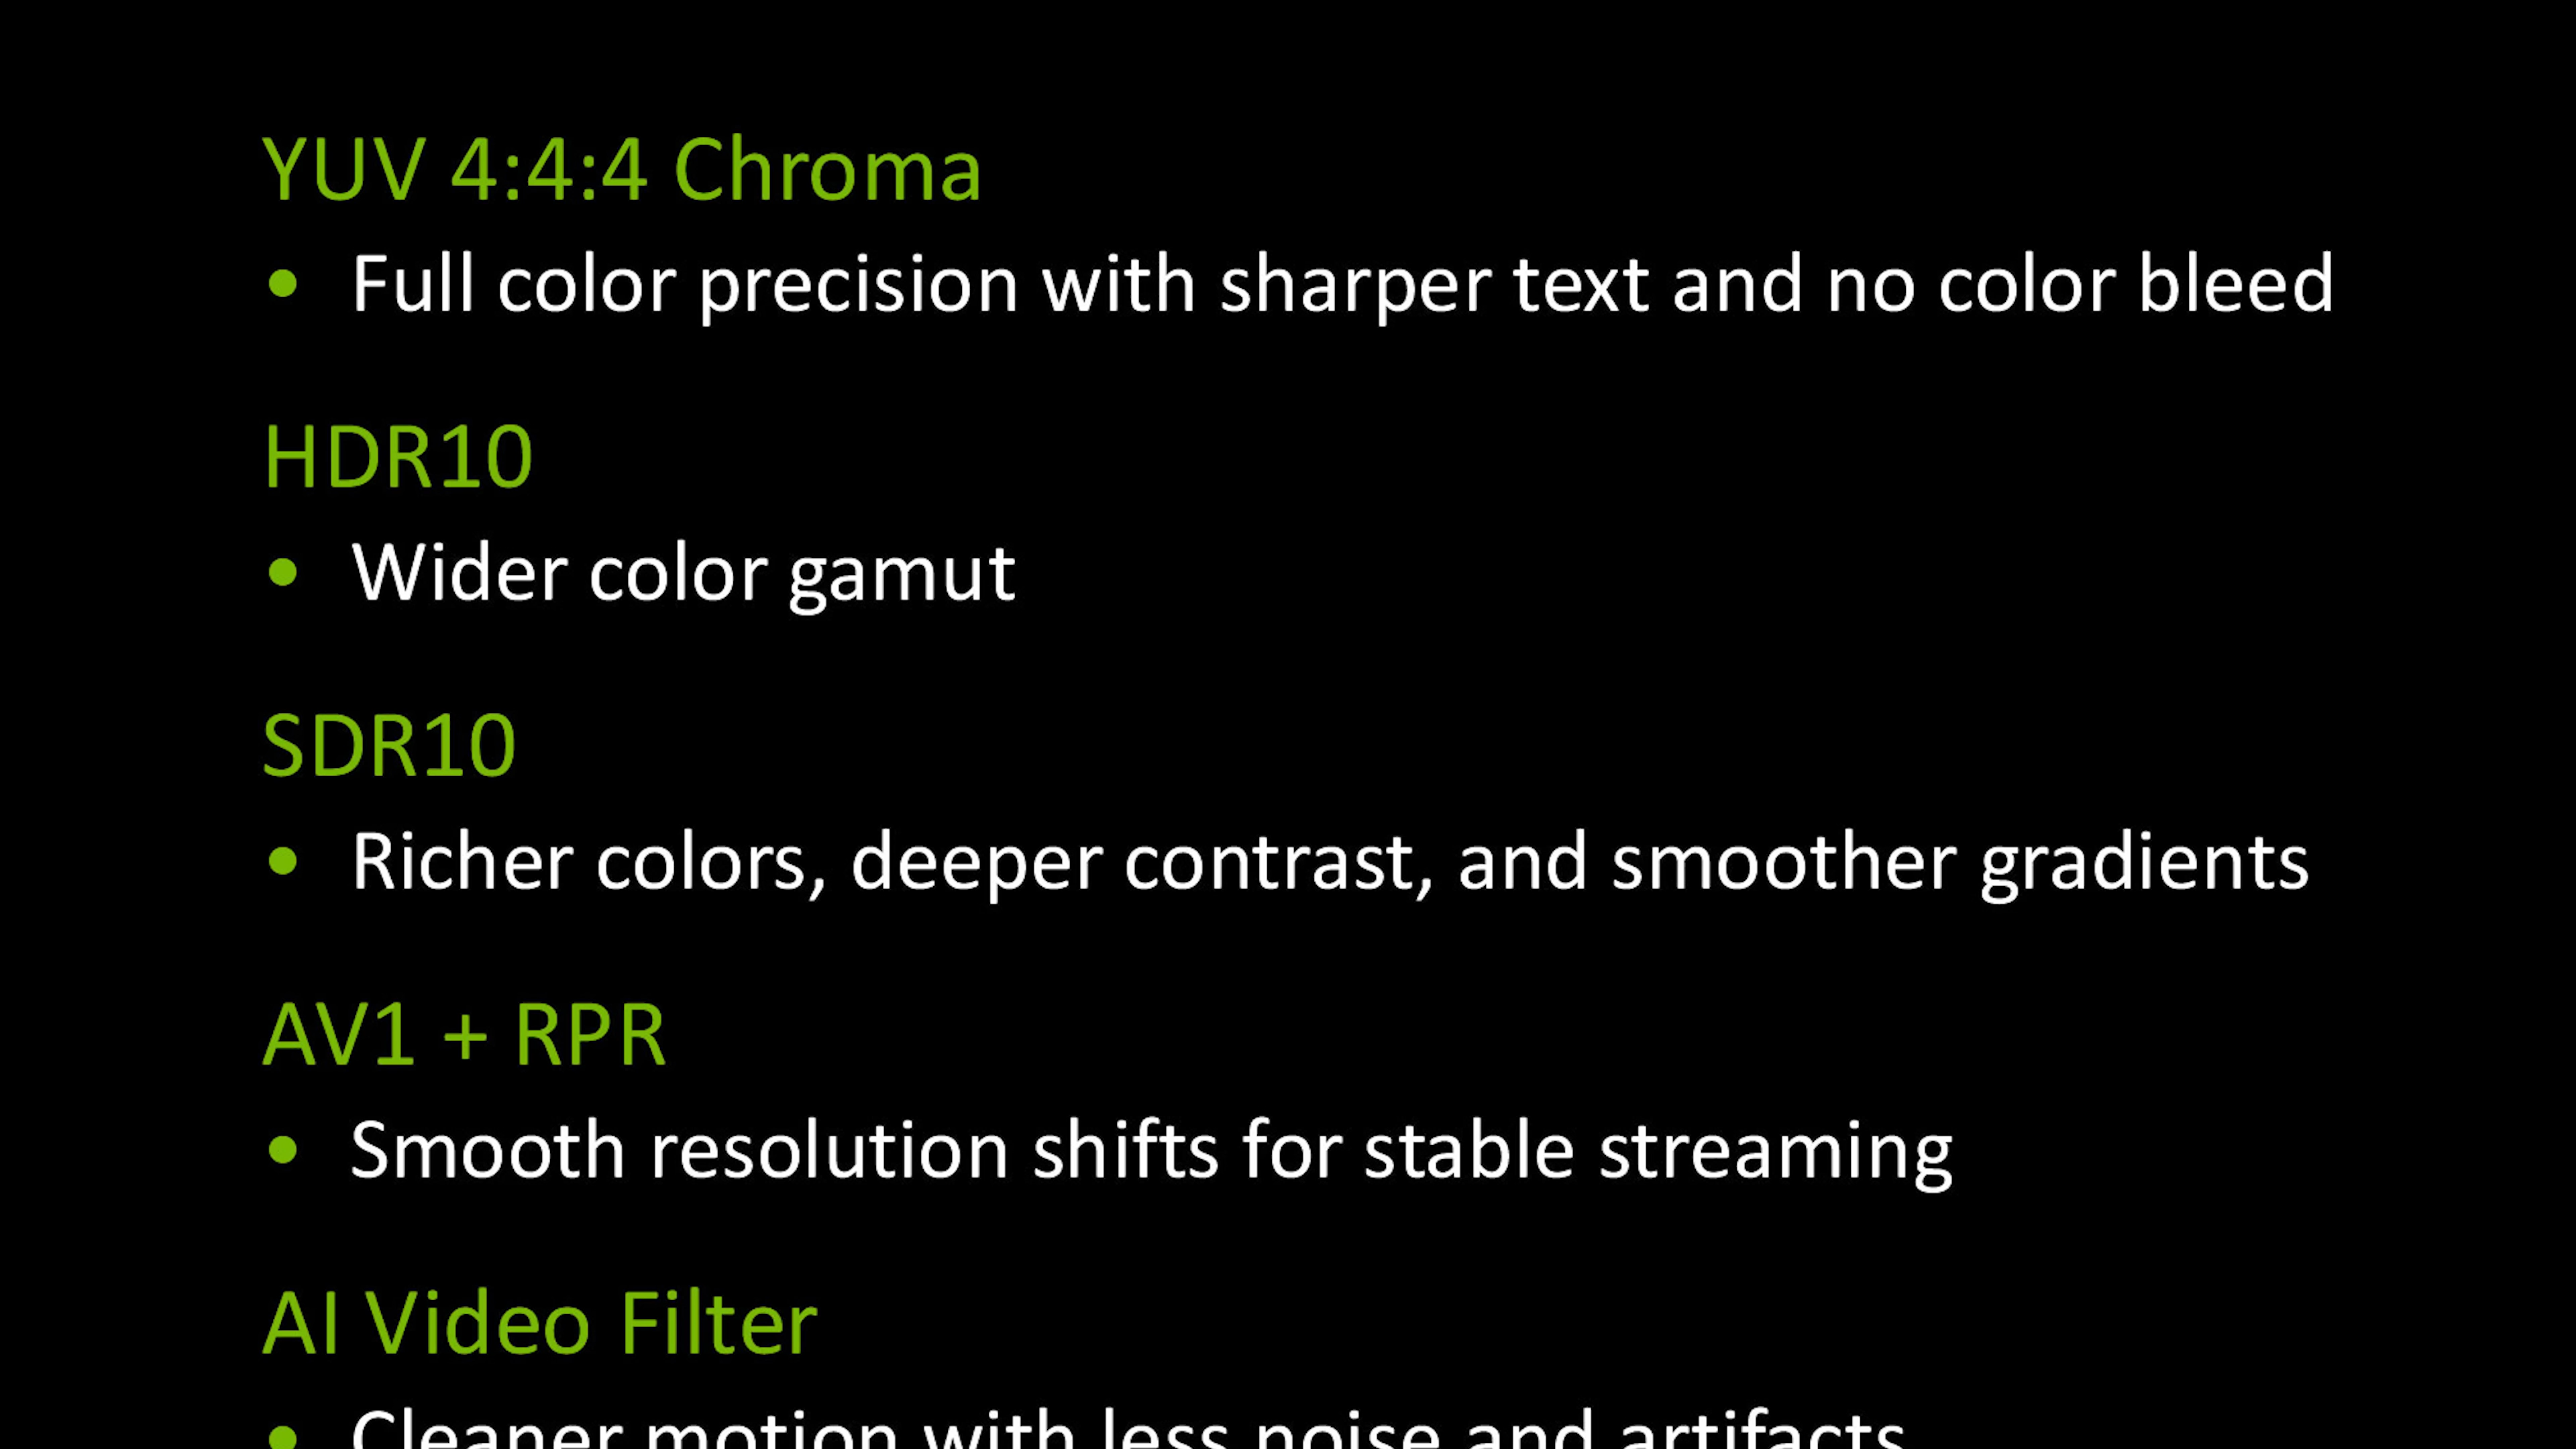 YUV 4:4:4 Chroma
• Full color precision with sharper text and no color bleed
HDR10
• Wider color gamut
SDR10
• Richer colors, deeper contrast, and smoother gradients
AV1 + RPR
• Smooth resolution shifts for stable streaming
AI Video Filter
• Cleaner motion with less noise and artifacts